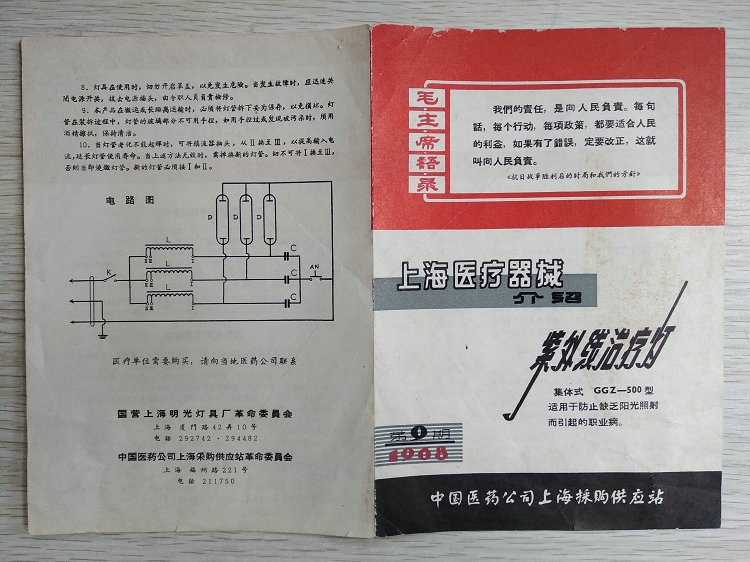 8．灯具在使用时，切勿开启罩盖，以免发生危险。当发生故障时，应迅速关
闭电源开关，拔去电源插头，由专职人员负责检修。
9．本产品在搬运或长距离运输时，必须将灯管拆下妥为保存，以免损坏。灯
管在装拆过程中，灯管的玻璃部分不可用手捏，如用手捏过或发现被污染时，须用
酒精擦拭，保持清洁。
10．当灯管老化不能起辉时，可将镇流器抽头，从Ⅱ换至Ⅲ，以提高输入电
流，延长灯管使用寿命。当上述方法无效时，需掉换新的灯管。切不可将Ⅰ换至Ⅲ，
否则当即烧毁灯管。新的灯管必须接Ⅰ和Ⅱ。
电路图
D D D
L
C
K
L
C
AN
L
C
医疗单位需要购买，请向当地医药公司联系
国营上海明光灯具厂革命委员会
上海 厦门路42弄10号
电话 292742·294482
中国医药公司上海采购供应站革命委员会
上海 福州路221号
电话 211750
毛主席语录
我們的責任，是向人民負責。每句
話，每个行动，每項政策，都要适合人民
的利益，如果有了錯誤，定要改正，这就
叫向人民負責。
《抗日战争胜利后的时局和我們的方針》
上海医疗器械
介绍
紫外线治疗灯
集体式 GGZ—500型
适用于防止缺乏阳光照射
而引起的职业病。
第9期
1968
中国医药公司上海採购供应站